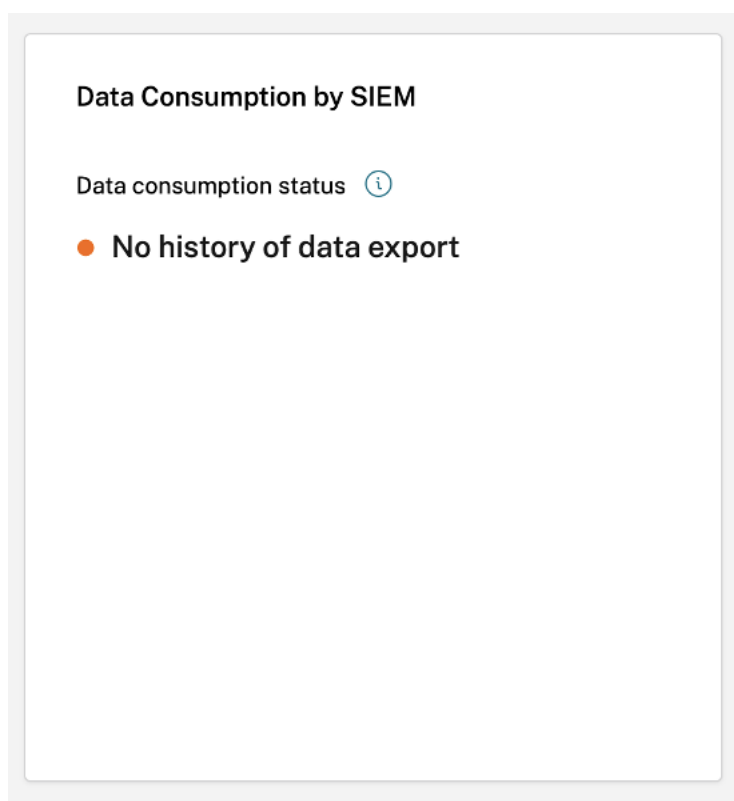 Data Consumption by SIEM
Data consumption status i
No history of data export